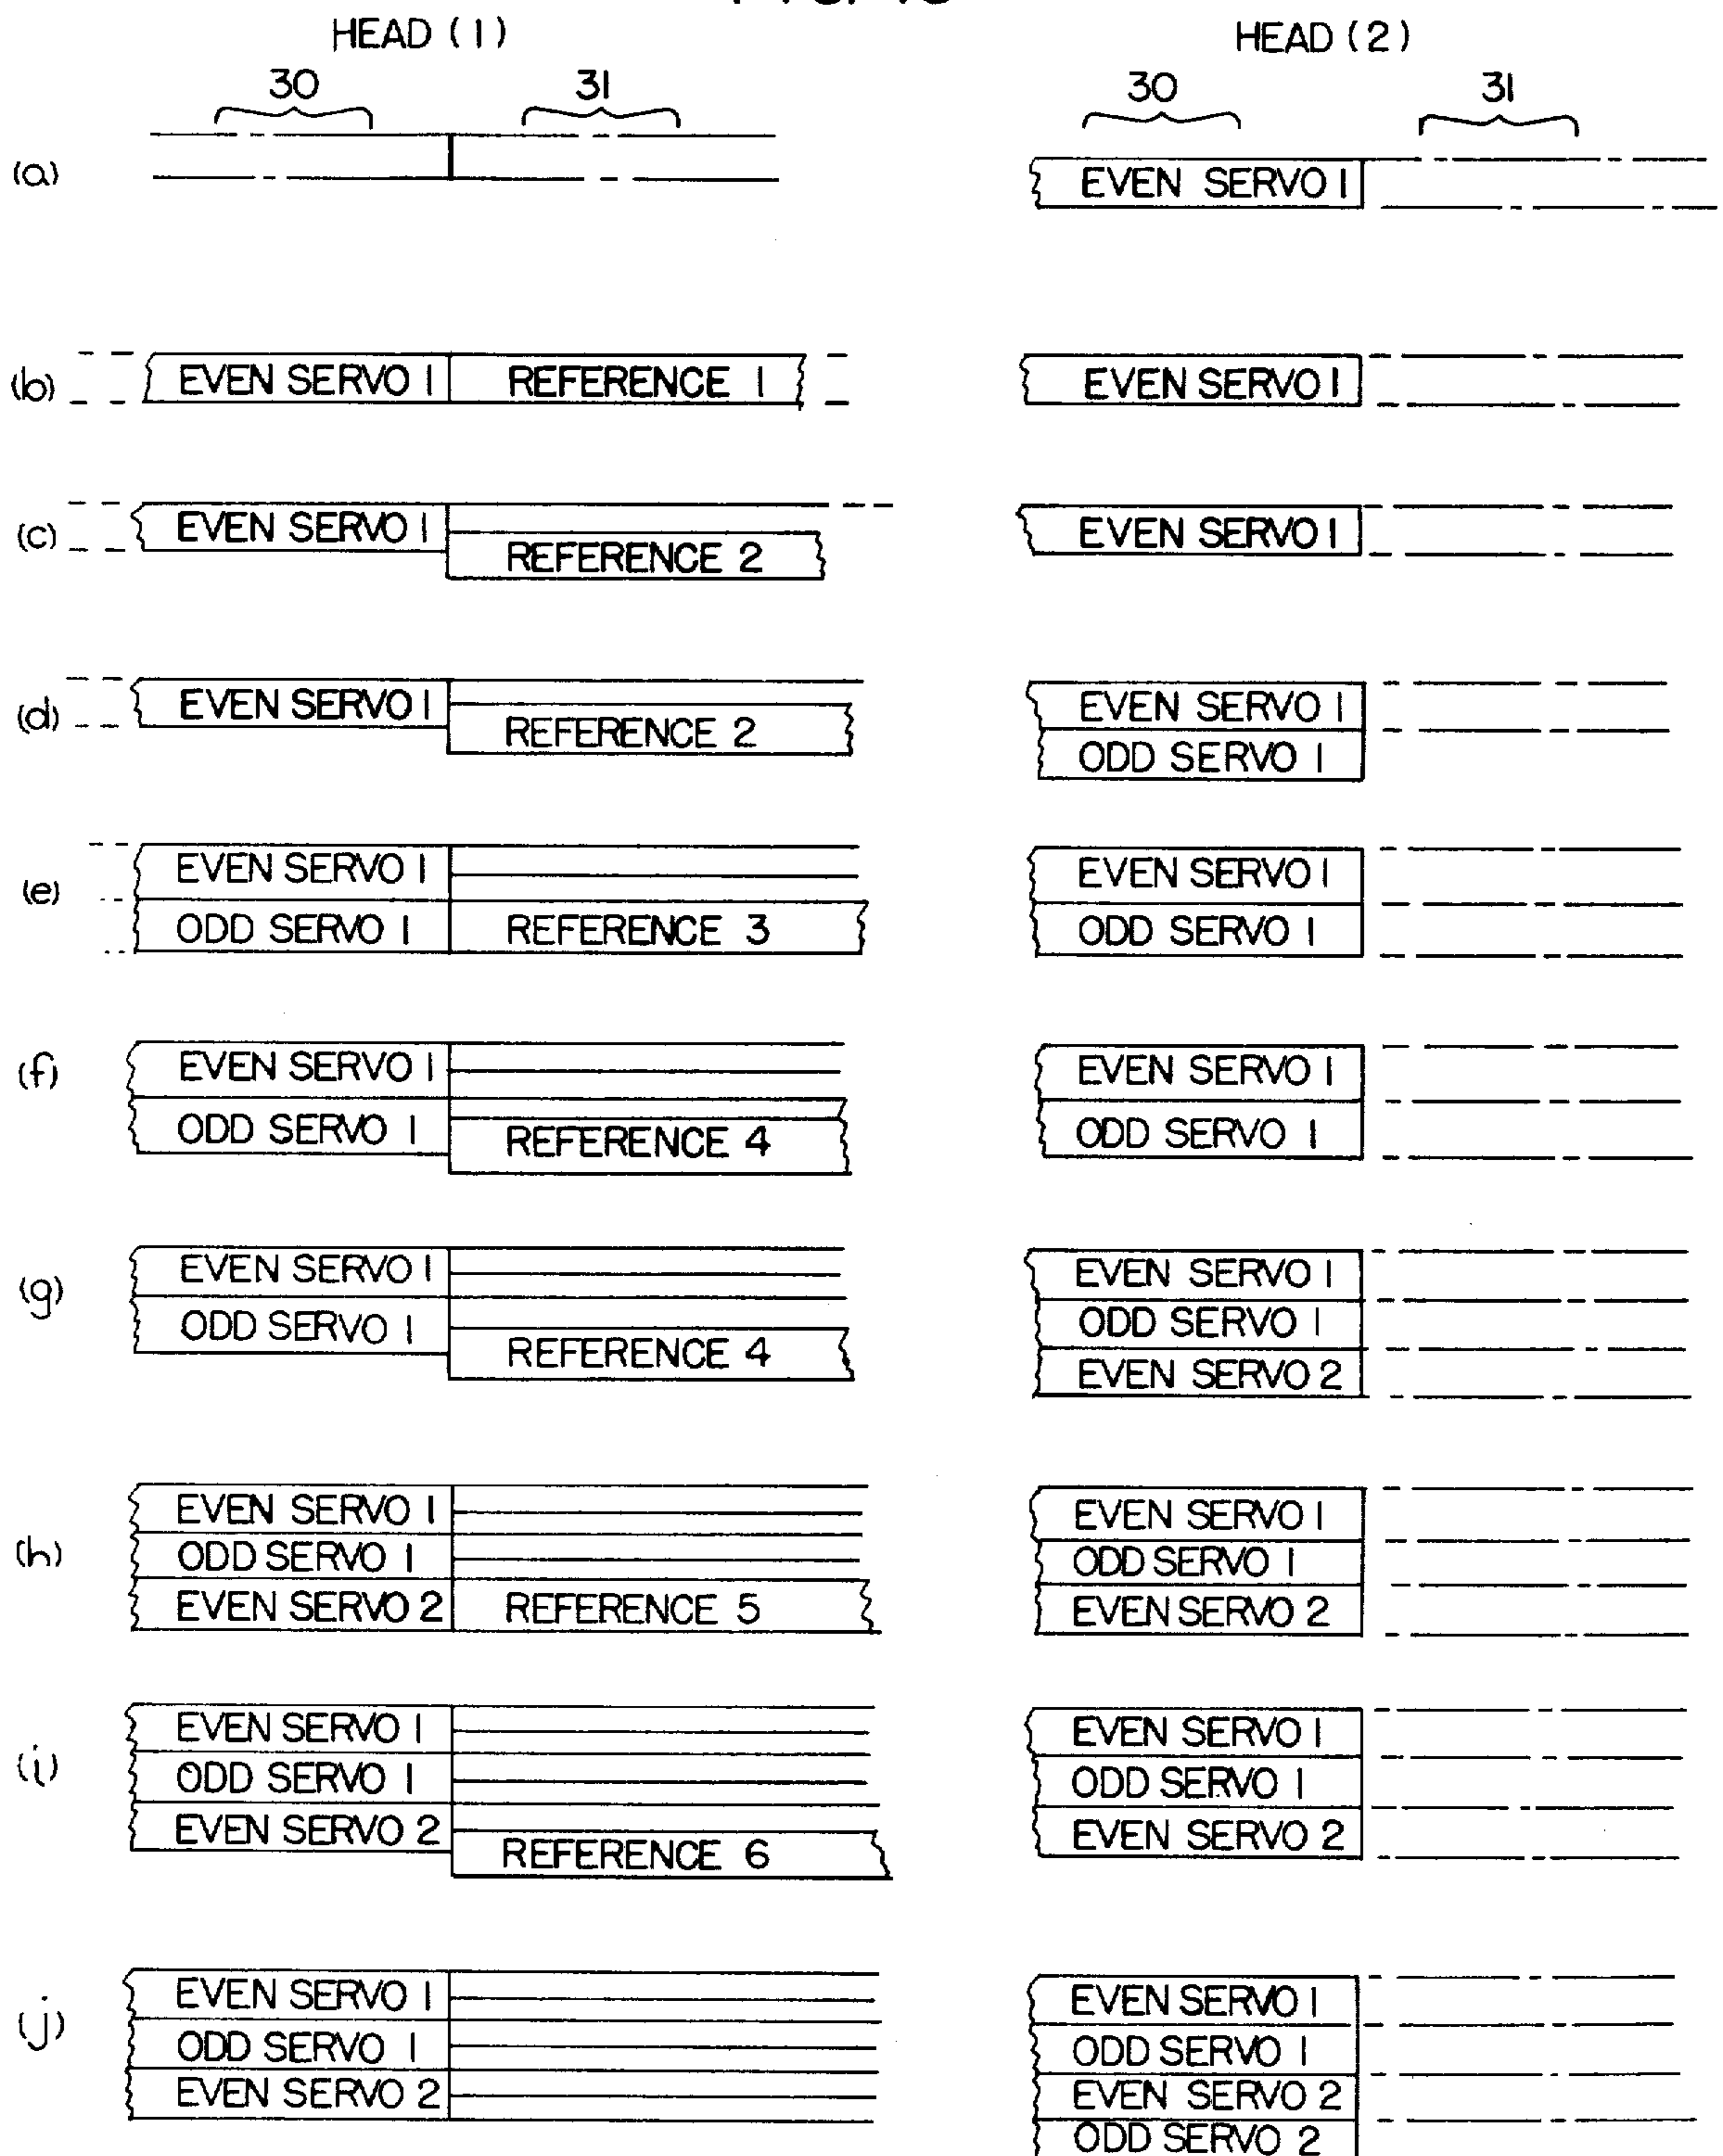 HEAD (1) HEAD (2)
30 31 30 31
(a) EVEN SERVO 1
(b) EVEN SERVO 1 REFERENCE 1 EVEN SERVO 1
(c) EVEN SERVO 1 EVEN SERVO 1
REFERENCE 2
(d) EVEN SERVO 1 EVEN SERVO 1
REFERENCE 2 ODD SERVO 1
(e) EVEN SERVO 1 EVEN SERVO 1
ODD SERVO 1 REFERENCE 3 ODD SERVO 1
(f) EVEN SERVO 1 EVEN SERVO 1
ODD SERVO 1 REFERENCE 4 ODD SERVO 1
(g) EVEN SERVO 1 EVEN SERVO 1
ODD SERVO 1 ODD SERVO 1
REFERENCE 4 EVEN SERVO 2
(h) EVEN SERVO 1 EVEN SERVO 1
ODD SERVO 1 ODD SERVO 1
EVEN SERVO 2 REFERENCE 5 EVEN SERVO 2
(i) EVEN SERVO 1 EVEN SERVO 1
ODD SERVO 1 ODD SERVO 1
EVEN SERVO 2 EVEN SERVO 2
REFERENCE 6
(j) EVEN SERVO 1 EVEN SERVO 1
ODD SERVO 1 ODD SERVO 1
EVEN SERVO 2 EVEN SERVO 2
ODD SERVO 2